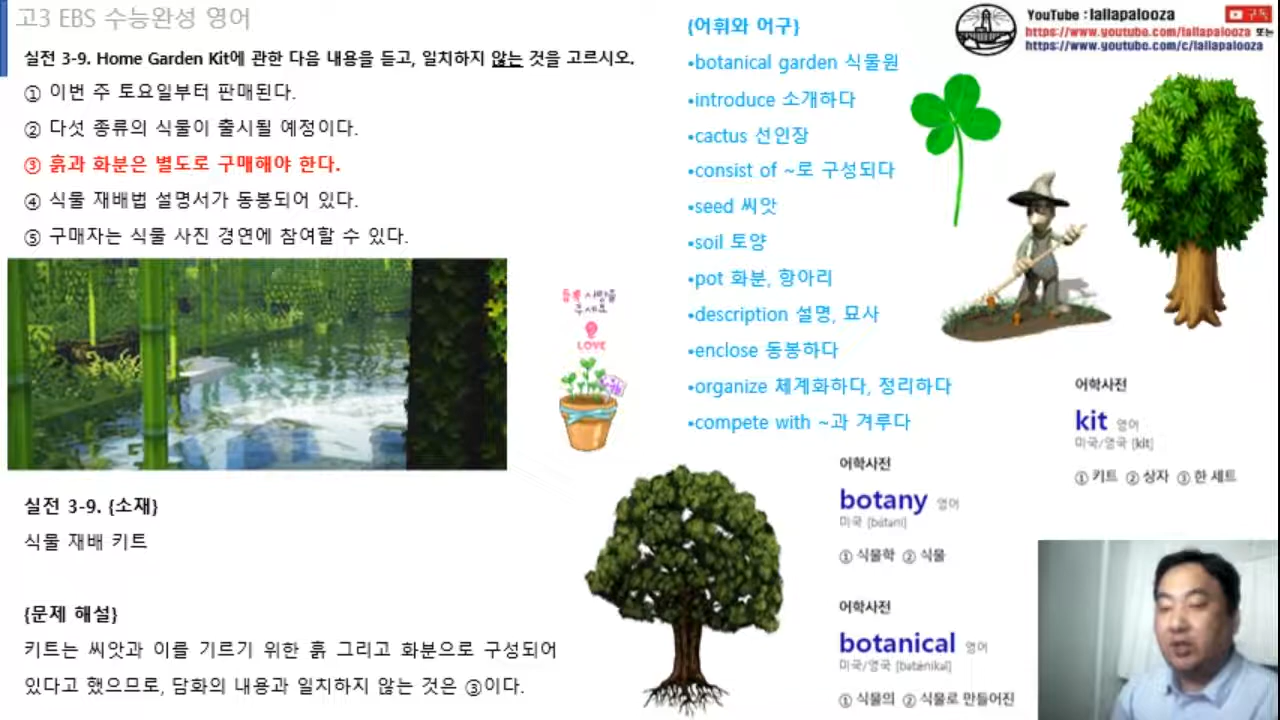 고3 EBS 수능완성 영어
실전 3-9. Home Garden Kit에 관한 다음 내용을 듣고, 일치하지 않는 것을 고르시오.
① 이번 주 토요일부터 판매된다.
② 다섯 종류의 식물이 출시될 예정이다.
③ 흙과 화분은 별도로 구매해야 한다.
④ 식물 재배법 설명서가 동봉되어 있다.
⑤ 구매자는 식물 사진 경연에 참여할 수 있다.
LOVE
실전 3-9. {소재}
식물 재배 키트
{문제 해설}
키트는 씨앗과 이를 기르기 위한 흙 그리고 화분으로 구성되어
있다고 했으므로, 담화의 내용과 일치하지 않는 것은 ③이다.
{어휘와 어구}
•botanical garden 식물원
•introduce 소개하다
•cactus 선인장
•consist of ~로 구성되다
•seed 씨앗
•soil 토양
•pot 화분, 항아리
•description 설명, 묘사
•enclose 동봉하다
•organize 체계화하다, 정리하다
•compete with ~과 겨루다
YouTube : lallapalooza
구독
https://www.youtube.com/lallapalooza 또는
https://www.youtube.com/c/lallapalooza
어학사전
kit 영어
미국/영국 [kit]
① 키트 ② 상자 ③ 한 세트
어학사전
botany 영어
미국
① 식물학 ② 식물
어학사전
botanical 영어
미국/영국
① 식물의 ② 식물로 만들어진